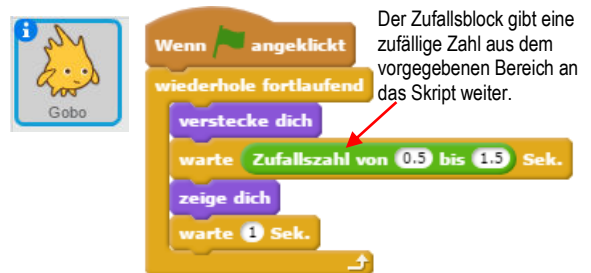 i
Gobo
Wenn angeklickt
wiederhole fortlaufend
verstecke dich
warte Zufallszahl von 0.5 bis 1.5 Sek.
zeige dich
warte 1 Sek.
Der Zufallsblock gibt eine
zufällige Zahl aus dem
vorgegebenen Bereich an
das Skript weiter.